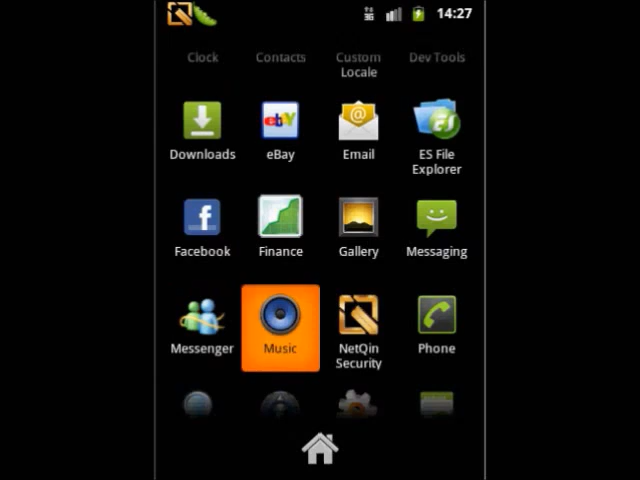 3G 14:27
Clock Contacts Custom Locale Dev Tools
Downloads eBay Email ES File Explorer
Facebook Finance Gallery Messaging
Messenger Music NetQin Security Phone